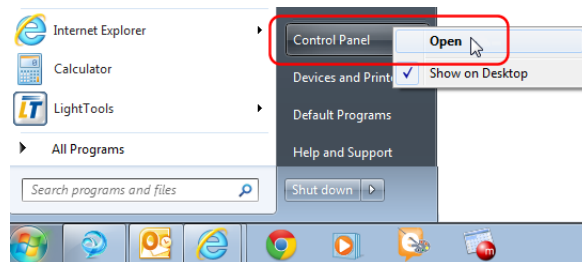 Internet Explorer
Calculator
LightTools
All Programs
Search programs and files
Control Panel
Devices and Print
Default Programs
Help and Support
Shut down
Open
Show on Desktop